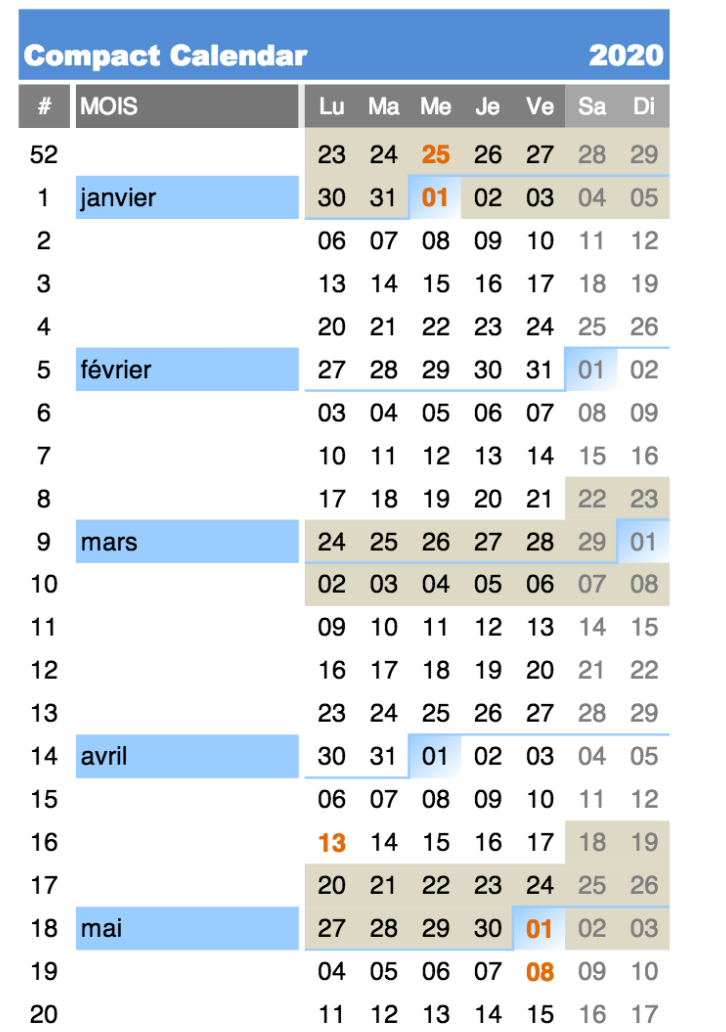 Compact Calendar 2020
# MOIS Lu Ma Me Je Ve Sa Di
52 23 24 25 26 27 28 29
1 janvier 30 31 01 02 03 04 05
2 06 07 08 09 10 11 12
3 13 14 15 16 17 18 19
4 20 21 22 23 24 25 26
5 février 27 28 29 30 31 01 02
6 03 04 05 06 07 08 09
7 10 11 12 13 14 15 16
8 17 18 19 20 21 22 23
9 mars 24 25 26 27 28 29 01
10 02 03 04 05 06 07 08
11 09 10 11 12 13 14 15
12 16 17 18 19 20 21 22
13 23 24 25 26 27 28 29
14 avril 30 31 01 02 03 04 05
15 06 07 08 09 10 11 12
16 13 14 15 16 17 18 19
17 20 21 22 23 24 25 26
18 mai 27 28 29 30 01 02 03
19 04 05 06 07 08 09 10
20 11 12 13 14 15 16 17